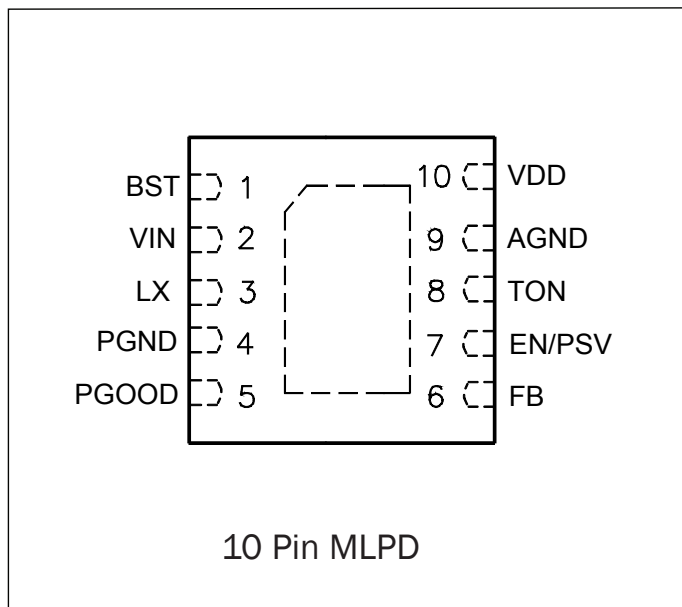 BST 1 10 VDD
VIN 2 9 AGND
LX 3 8 TON
PGND 4 7 EN/PSV
PGOOD 5 6 FB
10 Pin MLPD